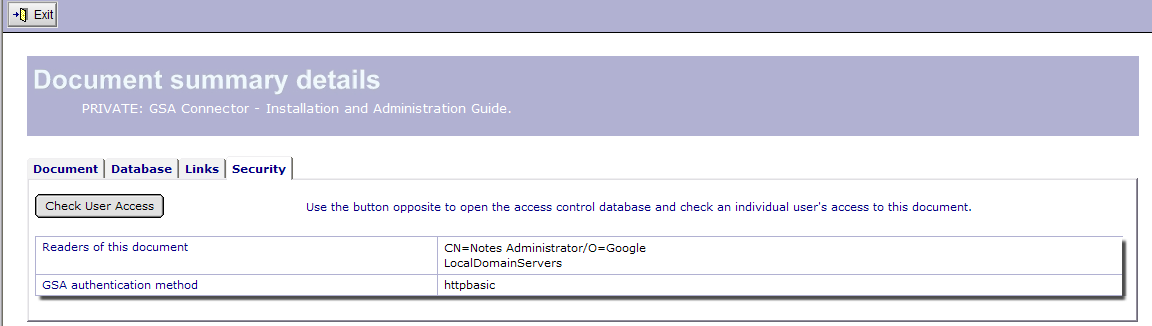 Exit
Document summary details
PRIVATE: GSA Connector - Installation and Administration Guide.
Document Database Links Security
Check User Access Use the button opposite to open the access control database and check an individual user's access to this document.
Readers of this document CN=Notes Administrator/O=Google
LocalDomainServers
GSA authentication method httpbasic